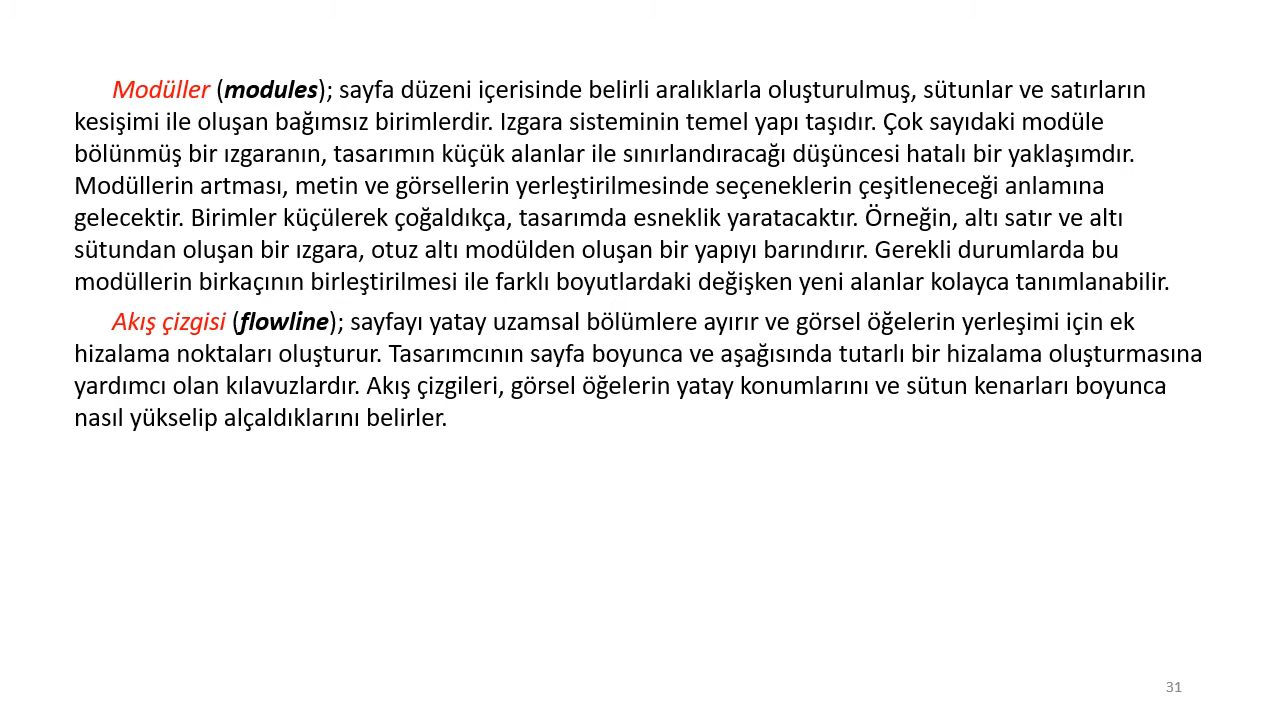 Modüller (modules); sayfa düzeni içerisinde belirli aralıklarla oluşturulmuş, sütunlar ve satırların
kesişimi ile oluşan bağımsız birimlerdir. Izgara sisteminin temel yapı taşıdır. Çok sayıdaki modüle
bölünmüş bir ızgaranın, tasarımın küçük alanlar ile sınırlandıracağı düşüncesi hatalı bir yaklaşımdır.
Modüllerin artması, metin ve görsellerin yerleştirilmesinde seçeneklerin çeşitleneceği anlamına
gelecektir. Birimler küçülerek çoğaldıkça, tasarımda esneklik yaratacaktır. Örneğin, altı satır ve altı
sütundan oluşan bir ızgara, otuz altı modülden oluşan bir yapıyı barındırır. Gerekli durumlarda bu
modüllerin birkaçının birleştirilmesi ile farklı boyutlardaki değişken yeni alanlar kolayca tanımlanabilir.
Akış çizgisi (flowline); sayfayı yatay uzamsal bölümlere ayırır ve görsel öğelerin yerleşimi için ek
hizalama noktaları oluşturur. Tasarımcının sayfa boyunca ve aşağısında tutarlı bir hizalama oluşturmasına
yardımcı olan kılavuzlardır. Akış çizgileri, görsel öğelerin yatay konumlarını ve sütun kenarları boyunca
nasıl yükselip alçaldıklarını belirler.
31